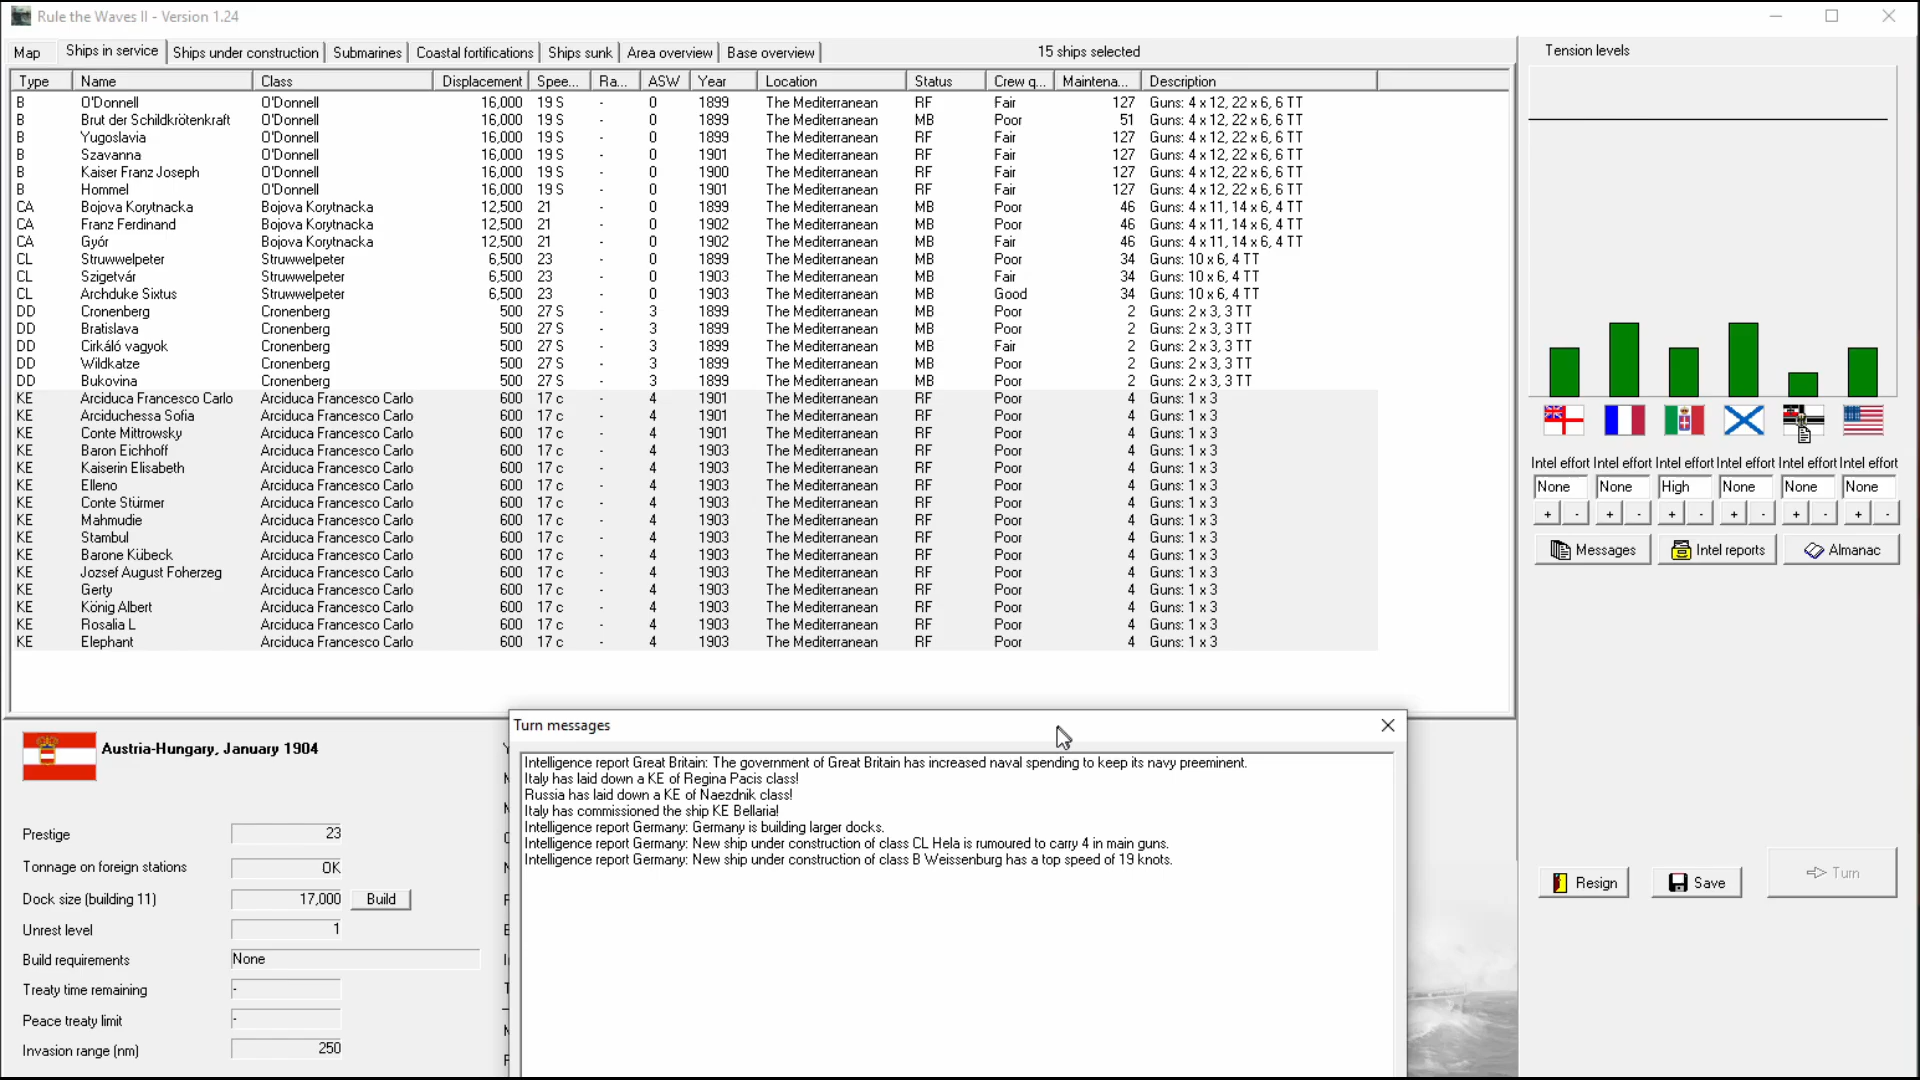 Rule the Waves II - Version 1.24
Map Ships in service Ships under construction Submarines Coastal fortifications Ships sunk Area overview Base overview 15 ships selected
Type Name Class Displacement Spee... Ra... ASW Year Location Status Crew q... Maintena... Description
B O'Donnell O'Donnell 16,000 19 S - 0 1899 The Mediterranean RF Fair 127 Guns: 4 x 12, 22 x 6, 6 TT
B Brut der Schildkrötenkraft O'Donnell 16,000 19 S - 0 1899 The Mediterranean MB Poor 51 Guns: 4 x 12, 22 x 6, 6 TT
B Yugoslavia O'Donnell 16,000 19 S - 0 1899 The Mediterranean RF Fair 127 Guns: 4 x 12, 22 x 6, 6 TT
B Szavanna O'Donnell 16,000 19 S - 0 1901 The Mediterranean RF Fair 127 Guns: 4 x 12, 22 x 6, 6 TT
B Kaiser Franz Joseph O'Donnell 16,000 19 S - 0 1900 The Mediterranean RF Fair 127 Guns: 4 x 12, 22 x 6, 6 TT
B Hommel O'Donnell 16,000 19 S - 0 1901 The Mediterranean RF Fair 127 Guns: 4 x 12, 22 x 6, 6 TT
CA Bojova Korytnacka Bojova Korytnacka 12,500 21 - 0 1899 The Mediterranean MB Poor 46 Guns: 4 x 11, 14 x 6, 4 TT
CA Franz Ferdinand Bojova Korytnacka 12,500 21 - 0 1902 The Mediterranean MB Poor 46 Guns: 4 x 11, 14 x 6, 4 TT
CA Győr Bojova Korytnacka 12,500 21 - 0 1902 The Mediterranean MB Fair 46 Guns: 4 x 11, 14 x 6, 4 TT
CL Struwwelpeter Struwwelpeter 6,500 23 - 0 1899 The Mediterranean MB Poor 34 Guns: 10 x 6, 4 TT
CL Szigetvár Struwwelpeter 6,500 23 - 0 1903 The Mediterranean MB Fair 34 Guns: 10 x 6, 4 TT
CL Archduke Sixtus Struwwelpeter 6,500 23 - 0 1903 The Mediterranean MB Good 34 Guns: 10 x 6, 4 TT
DD Cronenberg Cronenberg 500 27 S - 3 1899 The Mediterranean MB Poor 2 Guns: 2 x 3, 3 TT
DD Bratislava Cronenberg 500 27 S - 3 1899 The Mediterranean MB Poor 2 Guns: 2 x 3, 3 TT
DD Cirkáló vagyok Cronenberg 500 27 S - 3 1899 The Mediterranean MB Fair 2 Guns: 2 x 3, 3 TT
DD Wildkatze Cronenberg 500 27 S - 3 1899 The Mediterranean MB Poor 2 Guns: 2 x 3, 3 TT
DD Bukovina Cronenberg 500 27 S - 3 1899 The Mediterranean MB Poor 2 Guns: 2 x 3, 3 TT
KE Arciduca Francesco Carlo Arciduca Francesco Carlo 600 17 c - 4 1901 The Mediterranean RF Poor 4 Guns: 1 x 3
KE Arciduchessa Sofia Arciduca Francesco Carlo 600 17 c - 4 1901 The Mediterranean RF Poor 4 Guns: 1 x 3
KE Conte Mittrowsky Arciduca Francesco Carlo 600 17 c - 4 1901 The Mediterranean RF Poor 4 Guns: 1 x 3
KE Baron Eichhoff Arciduca Francesco Carlo 600 17 c - 4 1903 The Mediterranean RF Poor 4 Guns: 1 x 3
KE Kaiserin Elisabeth Arciduca Francesco Carlo 600 17 c - 4 1903 The Mediterranean RF Poor 4 Guns: 1 x 3
KE Elleno Arciduca Francesco Carlo 600 17 c - 4 1903 The Mediterranean RF Poor 4 Guns: 1 x 3
KE Conte Stürmer Arciduca Francesco Carlo 600 17 c - 4 1903 The Mediterranean RF Poor 4 Guns: 1 x 3
KE Mahmudie Arciduca Francesco Carlo 600 17 c - 4 1903 The Mediterranean RF Poor 4 Guns: 1 x 3
KE Stambul Arciduca Francesco Carlo 600 17 c - 4 1903 The Mediterranean RF Poor 4 Guns: 1 x 3
KE Barone Kübeck Arciduca Francesco Carlo 600 17 c - 4 1903 The Mediterranean RF Poor 4 Guns: 1 x 3
KE Jozsef August Foherzeg Arciduca Francesco Carlo 600 17 c - 4 1903 The Mediterranean RF Poor 4 Guns: 1 x 3
KE Gerty Arciduca Francesco Carlo 600 17 c - 4 1903 The Mediterranean RF Poor 4 Guns: 1 x 3
KE König Albert Arciduca Francesco Carlo 600 17 c - 4 1903 The Mediterranean RF Poor 4 Guns: 1 x 3
KE Rosalia L Arciduca Francesco Carlo 600 17 c - 4 1903 The Mediterranean RF Poor 4 Guns: 1 x 3
KE Elephant Arciduca Francesco Carlo 600 17 c - 4 1903 The Mediterranean RF Poor 4 Guns: 1 x 3
Tension levels
Intel effort Intel effort Intel effort Intel effort Intel effort Intel effort
None None High None None None
+ - + - + - + - + - + -
Messages Intel reports Almanac
Resign Save Turn
Austria-Hungary, January 1904
Prestige 23
Tonnage on foreign stations OK
Dock size (building 11) 17,000 Build
Unrest level 1
Build requirements None
Treaty time remaining -
Peace treaty limit -
Invasion range (nm) 250
Turn messages
Intelligence report Great Britain: The government of Great Britain has increased naval spending to keep its navy preeminent.
Italy has laid down a KE of Regina Pacis class!
Russia has laid down a KE of Naezdnik class!
Italy has commissioned the ship KE Bellaria!
Intelligence report Germany: Germany is building larger docks.
Intelligence report Germany: New ship under construction of class CL Hela is rumoured to carry 4 in main guns.
Intelligence report Germany: New ship under construction of class B Weissenburg has a top speed of 19 knots.